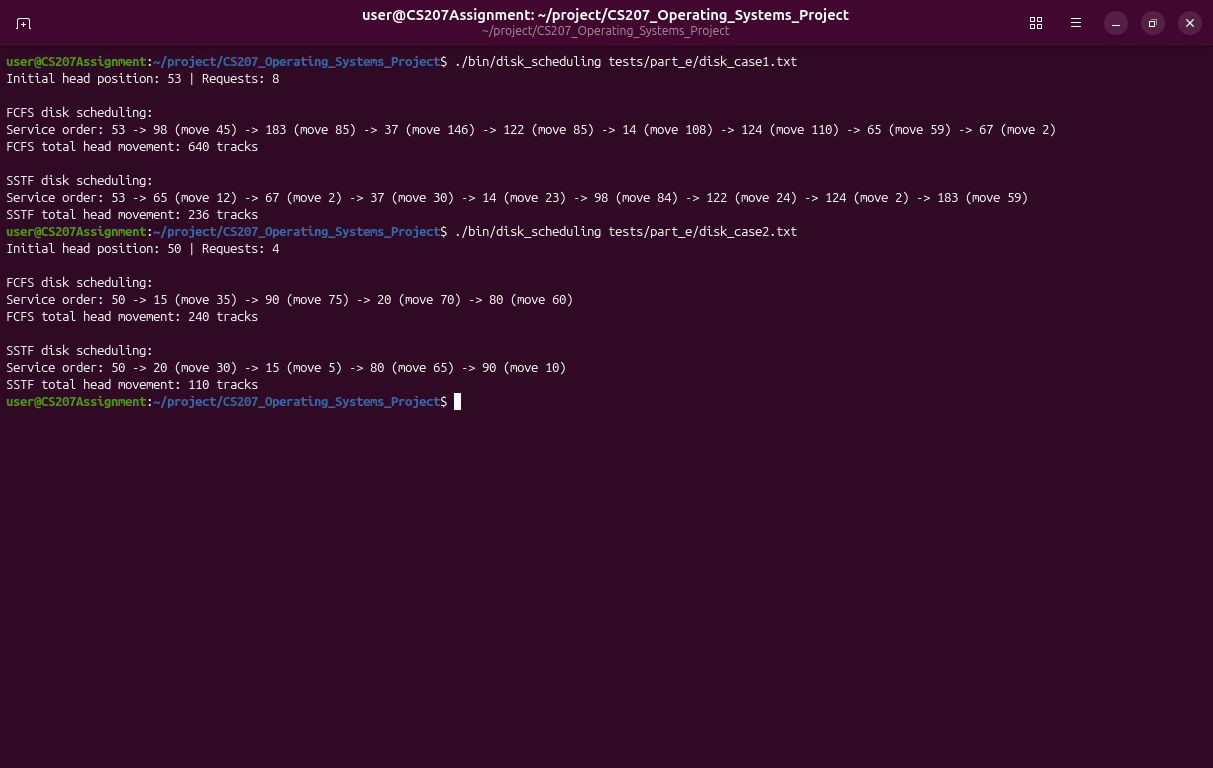 user@CS207Assignment: ~/project/CS207_Operating_Systems_Project
~/project/CS207_Operating_Systems_Project
user@CS207Assignment:~/project/CS207_Operating_Systems_Project$ ./bin/disk_scheduling tests/part_e/disk_case1.txt
Initial head position: 53 | Requests: 8
FCFS disk scheduling:
Service order: 53 -> 98 (move 45) -> 183 (move 85) -> 37 (move 146) -> 122 (move 85) -> 14 (move 108) -> 124 (move 110) -> 65 (move 59) -> 67 (move 2)
FCFS total head movement: 640 tracks
SSTF disk scheduling:
Service order: 53 -> 65 (move 12) -> 67 (move 2) -> 37 (move 30) -> 14 (move 23) -> 98 (move 84) -> 122 (move 24) -> 124 (move 2) -> 183 (move 59)
SSTF total head movement: 236 tracks
user@CS207Assignment:~/project/CS207_Operating_Systems_Project$ ./bin/disk_scheduling tests/part_e/disk_case2.txt
Initial head position: 50 | Requests: 4
FCFS disk scheduling:
Service order: 50 -> 15 (move 35) -> 90 (move 75) -> 20 (move 70) -> 80 (move 60)
FCFS total head movement: 240 tracks
SSTF disk scheduling:
Service order: 50 -> 20 (move 30) -> 15 (move 5) -> 80 (move 65) -> 90 (move 10)
SSTF total head movement: 110 tracks
user@CS207Assignment:~/project/CS207_Operating_Systems_Project$